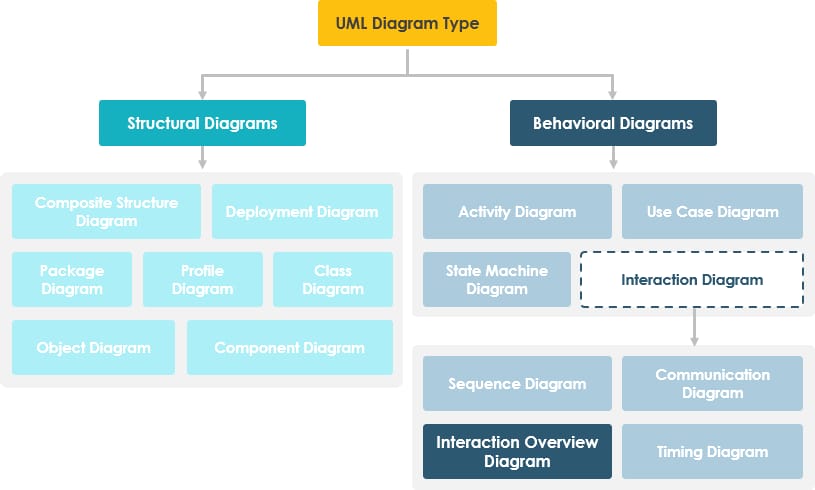 UML Diagram Type
Structural Diagrams
Composite Structure
Diagram
Deployment Diagram
Package
Diagram
Profile
Diagram
Class
Diagram
Object Diagram
Component Diagram
Behavioral Diagrams
Activity Diagram
Use Case Diagram
State Machine
Diagram
Interaction Diagram
Sequence Diagram
Communication
Diagram
Interaction Overview
Diagram
Timing Diagram